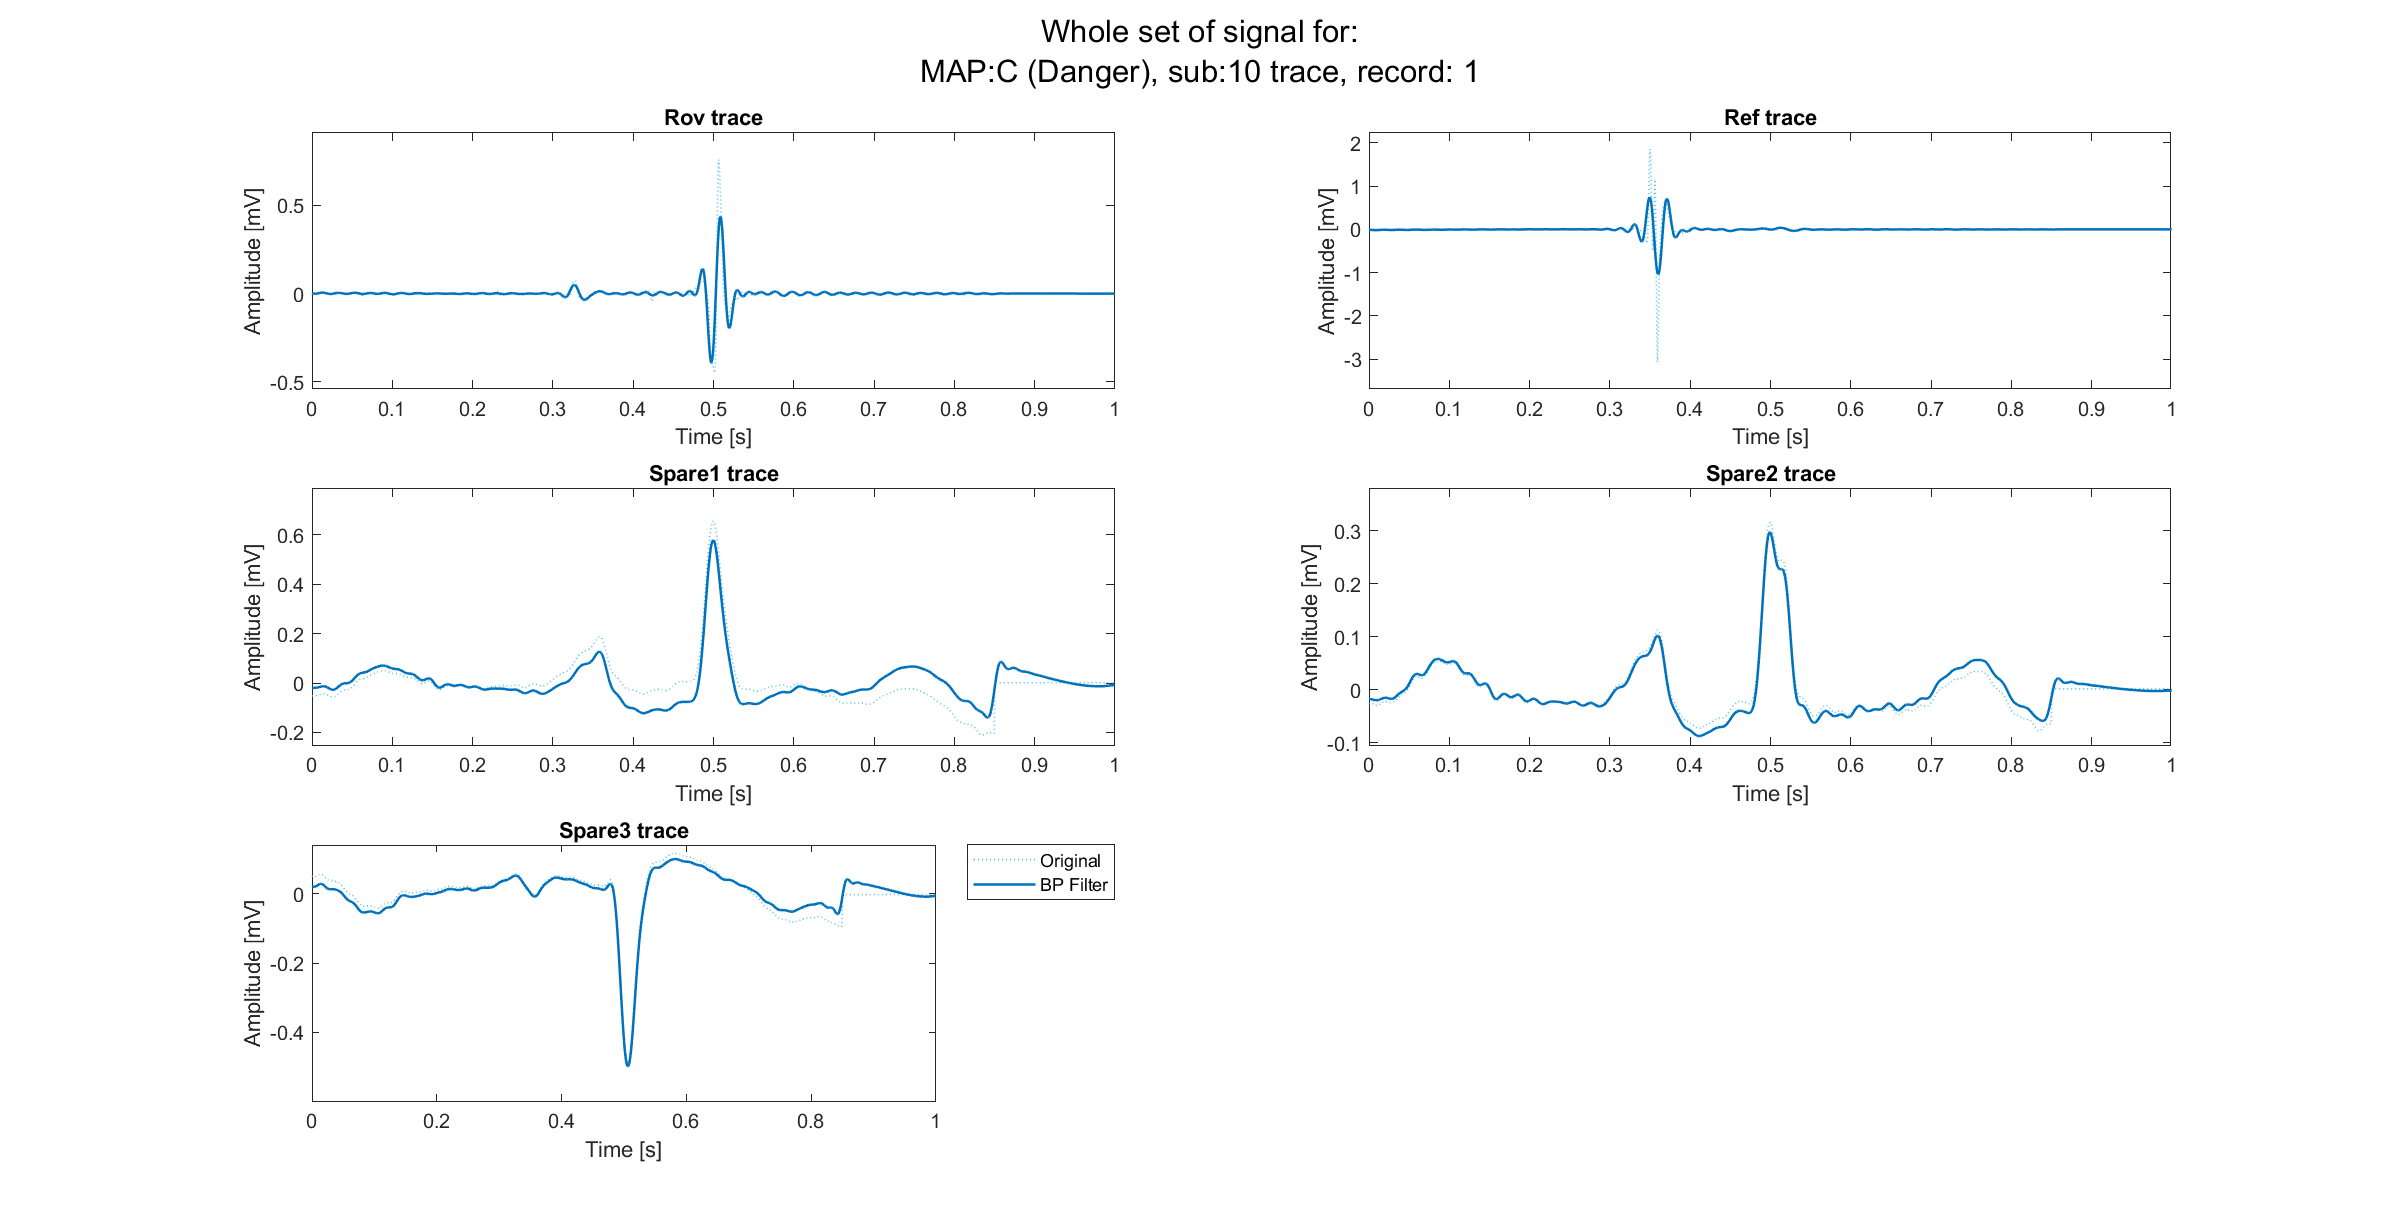 Whole set of signal for:
MAP:C (Danger), sub:10 trace, record: 1
Rov trace
Amplitude [mV]
0.5
0
-0.5
0 0.1 0.2 0.3 0.4 0.5 0.6 0.7 0.8 0.9 1
Time [s]
Ref trace
Amplitude [mV]
2
1
0
-1
-2
-3
0 0.1 0.2 0.3 0.4 0.5 0.6 0.7 0.8 0.9 1
Time [s]
Spare1 trace
Amplitude [mV]
0.6
0.4
0.2
0
-0.2
0 0.1 0.2 0.3 0.4 0.5 0.6 0.7 0.8 0.9 1
Time [s]
Spare2 trace
Amplitude [mV]
0.3
0.2
0.1
0
-0.1
0 0.1 0.2 0.3 0.4 0.5 0.6 0.7 0.8 0.9 1
Time [s]
Spare3 trace
Amplitude [mV]
0
-0.2
-0.4
0 0.2 0.4 0.6 0.8 1
Time [s]
Original
BP Filter